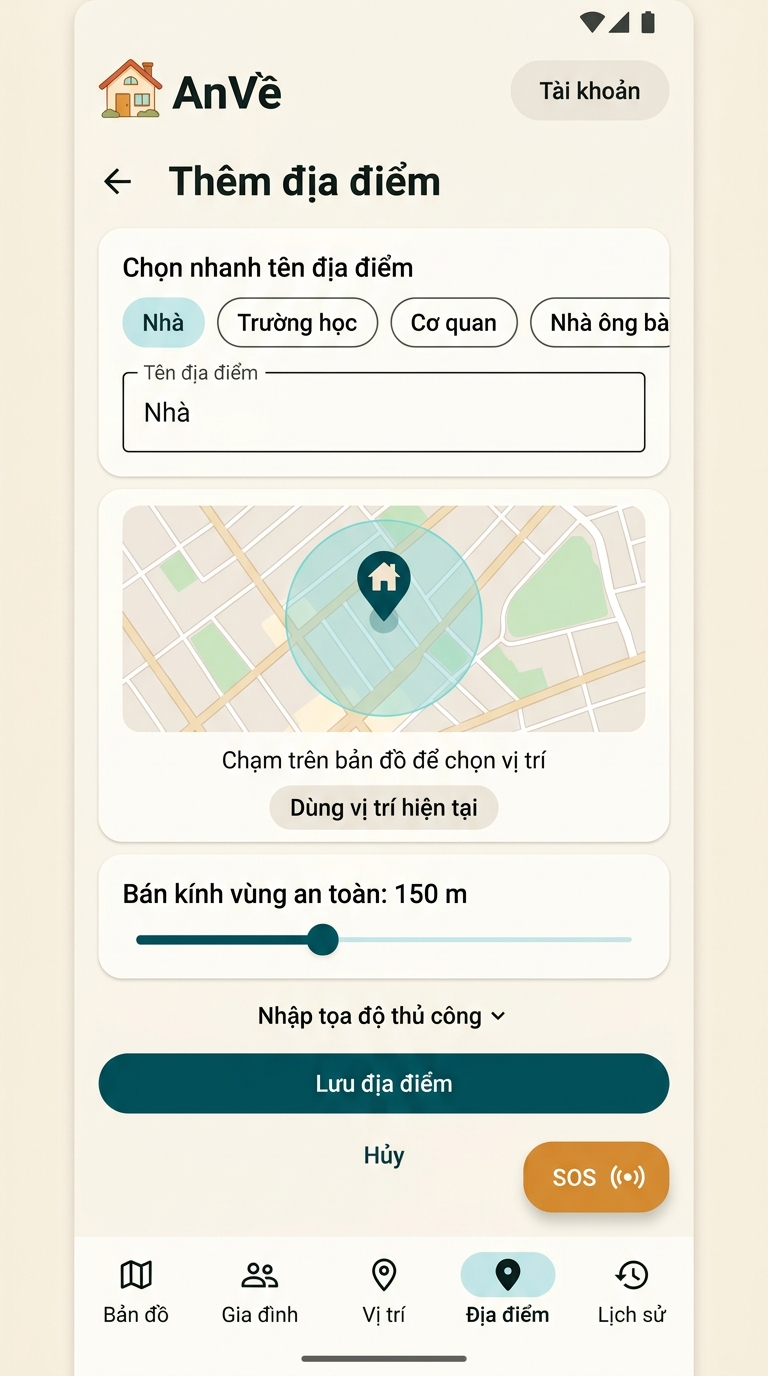 AnVề
Tài khoản
Thêm địa điểm
Chọn nhanh tên địa điểm
Nhà
Trường học
Cơ quan
Nhà ông bà
Tên địa điểm
Nhà
Chạm trên bản đồ để chọn vị trí
Dùng vị trí hiện tại
Bán kính vùng an toàn: 150 m
Nhập tọa độ thủ công
Lưu địa điểm
Hủy
SOS
Bản đồ
Gia đình
Vị trí
Địa điểm
Lịch sử